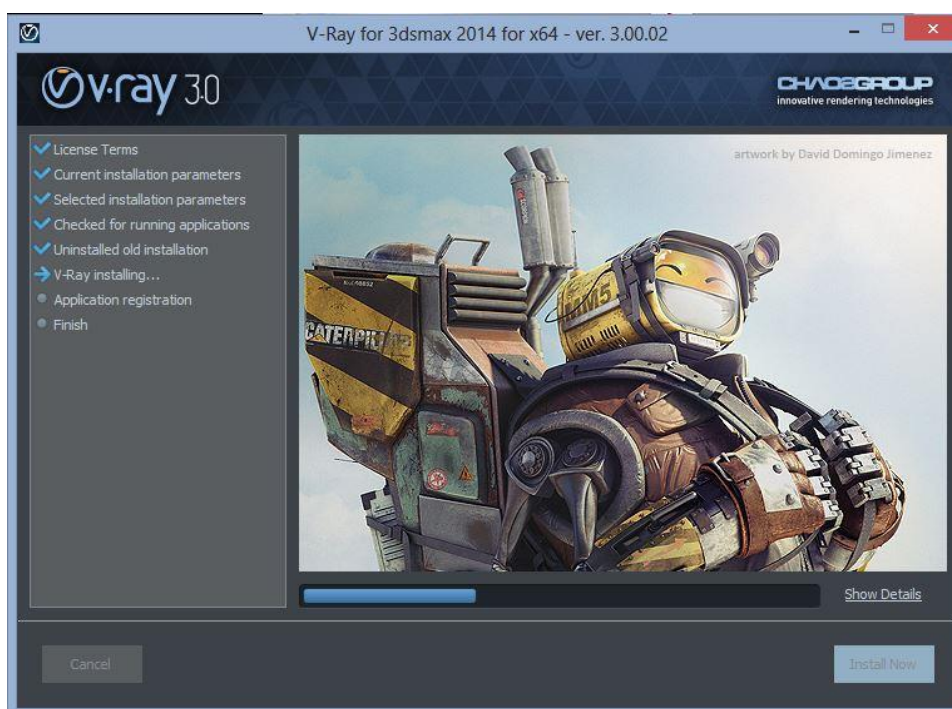 V-Ray for 3dsmax 2014 for x64 - ver. 3.00.02
v·ray 3.0
CHAOSGROUP
innovative rendering technologies
License Terms
Current installation parameters
Selected installation parameters
Checked for running applications
Uninstalled old installation
V-Ray installing...
Application registration
Finish
artwork by David Domingo Jimenez
SCORPION
CATERPILLAR
Show Details
Cancel
Install Now